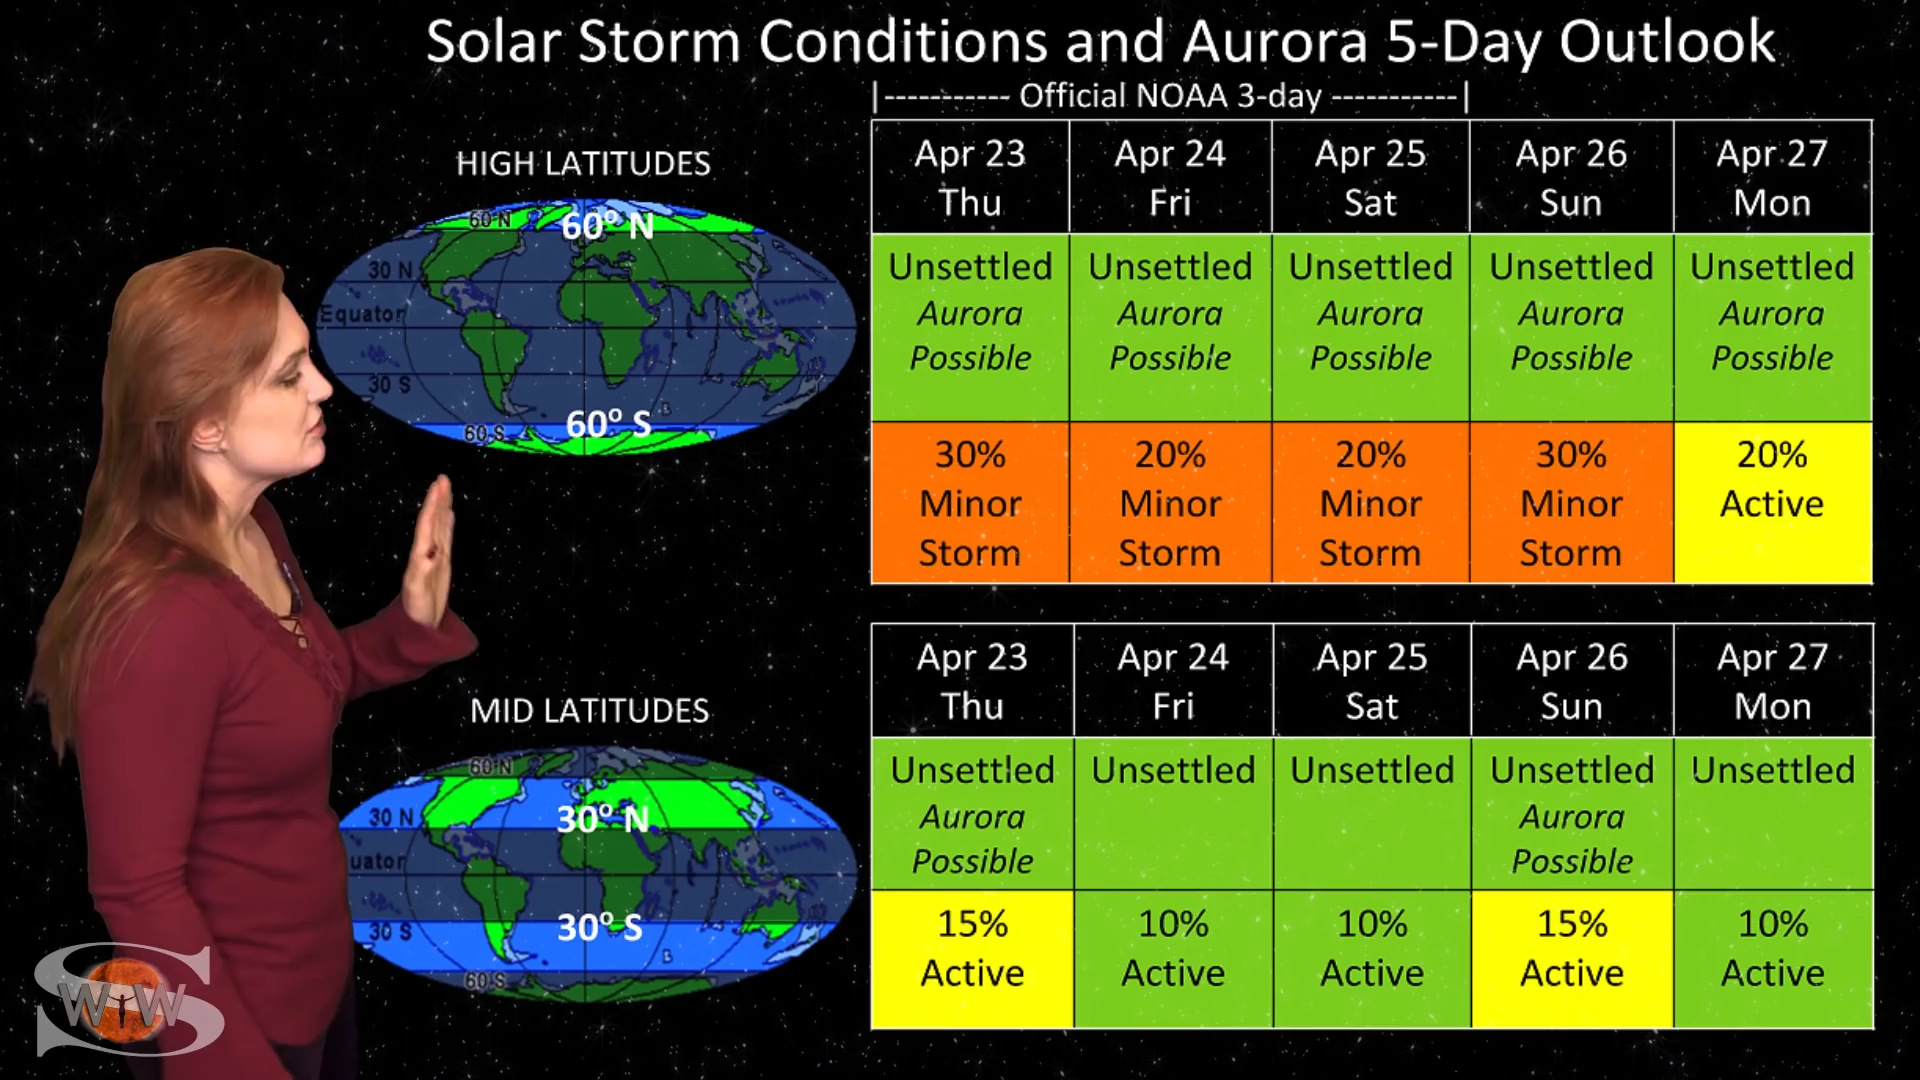 Solar Storm Conditions and Aurora 5-Day Outlook
|----------- Official NOAA 3-day -----------|
HIGH LATITUDES
60 N
60º N
30 N
Equator
30 S
60 S
60º S
Apr 23 Apr 24 Apr 25 Apr 26 Apr 27
Thu Fri Sat Sun Mon
Unsettled Unsettled Unsettled Unsettled Unsettled
Aurora Aurora Aurora Aurora Aurora
Possible Possible Possible Possible Possible
30% 20% 20% 30% 20%
Minor Minor Minor Minor Active
Storm Storm Storm Storm
MID LATITUDES
60 N
30 N
30º N
uator
30 S
30º S
60 S
Apr 23 Apr 24 Apr 25 Apr 26 Apr 27
Thu Fri Sat Sun Mon
Unsettled Unsettled Unsettled Unsettled Unsettled
Aurora Aurora
Possible Possible
15% 10% 10% 15% 10%
Active Active Active Active Active
S
WTW